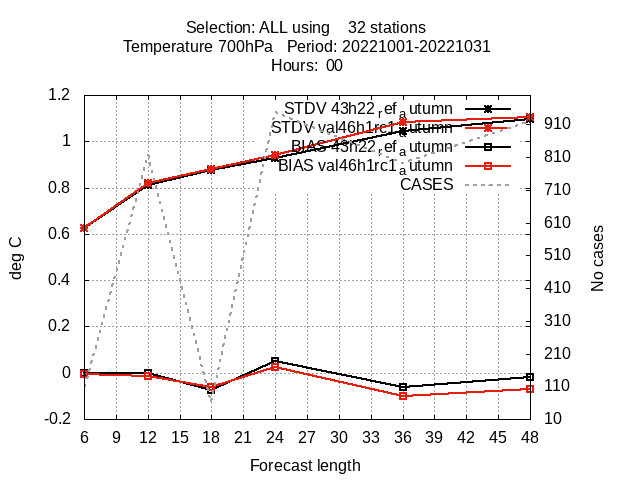 Selection: ALL using 32 stations
Temperature 700hPa Period: 20221001-20221031
Hours: 00
STDV 43h22_ref_autumn
STDV val46h1rc1_autumn
BIAS 43h22_ref_autumn
BIAS val46h1rc1_autumn
CASES
1.2
1
0.8
0.6
0.4
0.2
0
-0.2
deg C
910
810
710
610
510
410
310
210
110
10
No cases
6 9 12 15 18 21 24 27 30 33 36 39 42 45 48
Forecast length